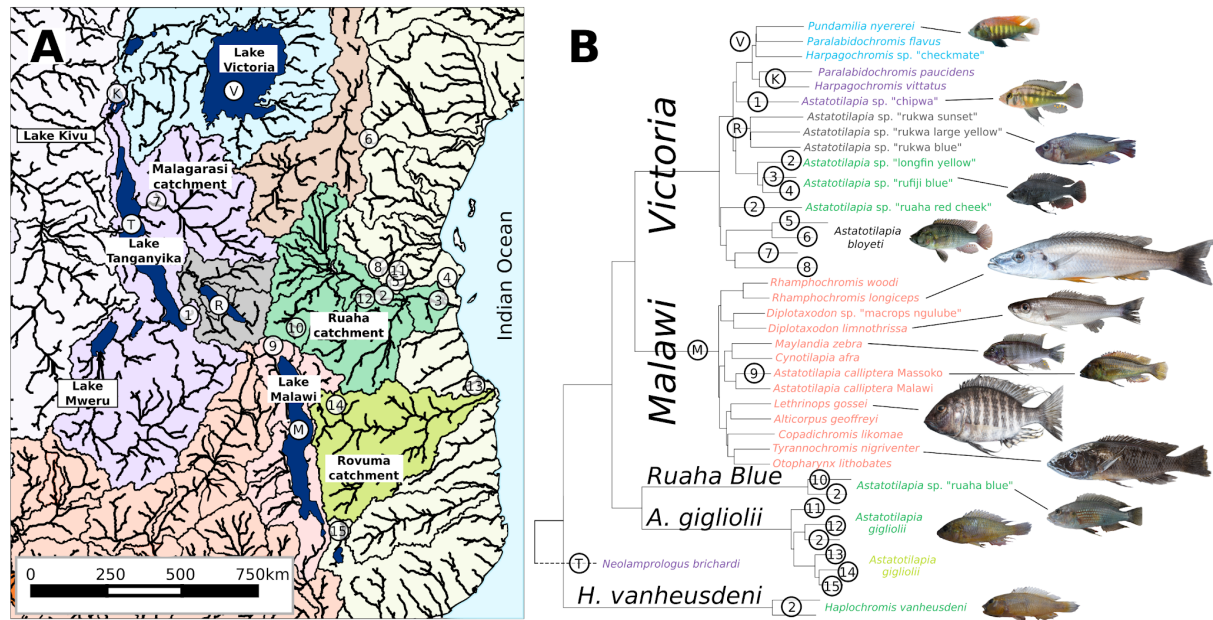 A
Lake
Victoria
V
K
Lake Kivu
6
Malagarasi
catchment
7
T
Lake
Tanganyika
8
11
5
4
12
2
3
1
R
Ruaha
catchment
10
9
Lake
Mweru
Lake
Malawi
13
14
M
Rovuma
catchment
15
Indian Ocean
0 250 500 750km
B
Victoria
Malawi
Pundamilia nyererei
V
Paralabidochromis flavus
Harpagochromis sp. "checkmate"
K
Paralabidochromis paucidens
Harpagochromis vittatus
1
Astatotilapia sp. "chipwa"
Astatotilapia sp. "rukwa sunset"
R
Astatotilapia sp. "rukwa large yellow"
Astatotilapia sp. "rukwa blue"
2
Astatotilapia sp. "longfin yellow"
3
Astatotilapia sp. "rufiji blue"
4
2
Astatotilapia sp. "ruaha red cheek"
5
6
Astatotilapia
bloyeti
7
8
Rhamphochromis woodi
Rhamphochromis longiceps
Diplotaxodon sp. "macrops ngulube"
Diplotaxodon limnothrissa
M
Maylandia zebra
Cynotilapia afra
9
Astatotilapia calliptera Massoko
Astatotilapia calliptera Malawi
Lethrinops gossei
Alticorpus geoffreyi
Copadichromis likomae
Tyrannochromis nigriventer
Otopharynx lithobates
Ruaha Blue
10
2
Astatotilapia sp. "ruaha blue"
A. gigliolii
11
12
2
Astatotilapia
gigliolii
13
14
15
Astatotilapia
gigliolii
T
Neolamprologus brichardi
H. vanheusdeni
2
Haplochromis vanheusdeni